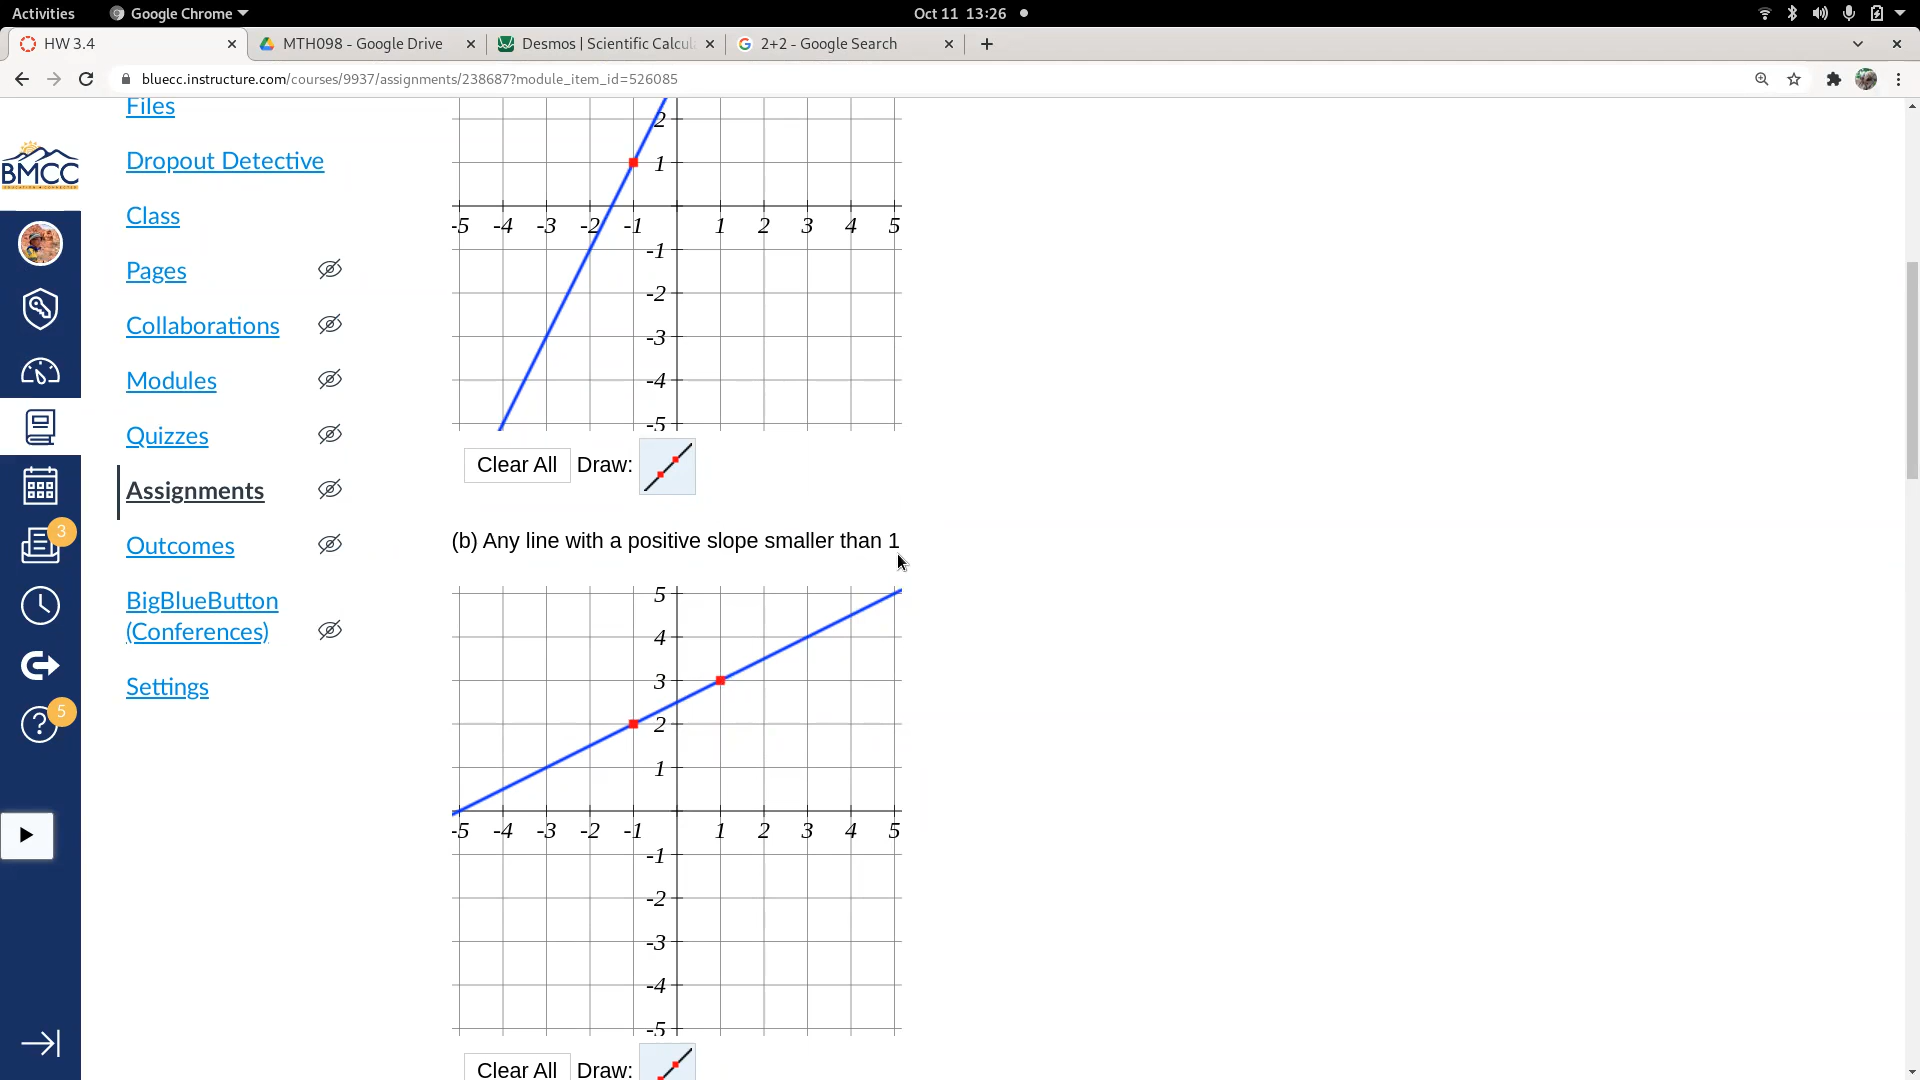 Activities
Google Chrome
Oct 11 13:26
HW 3.4
MTH098 - Google Drive
Desmos | Scientific Calcul
2+2 - Google Search
bluecc.instructure.com/courses/9937/assignments/238687?module_item_id=526085
BMCC
Files
Dropout Detective
Class
Pages
Collaborations
Modules
Quizzes
Assignments
Outcomes
BigBlueButton
(Conferences)
Settings
3
5
2
1
-5 -4 -3 -2 -1 1 2 3 4 5
-1
-2
-3
-4
-5
Clear All Draw:
(b) Any line with a positive slope smaller than 1
5
4
3
2
1
-5 -4 -3 -2 -1 1 2 3 4 5
-1
-2
-3
-4
-5
Clear All Draw: